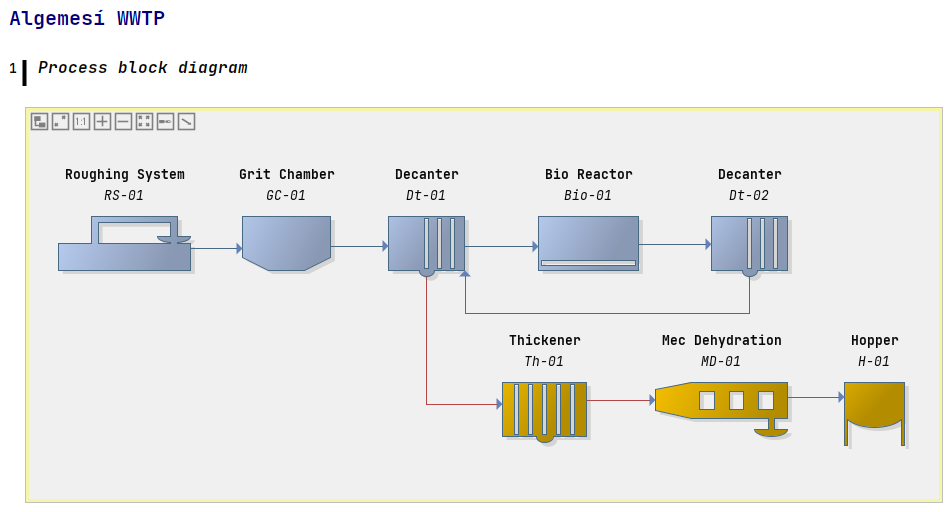 Algemesí WWTP
1 Process block diagram
1:1
Roughing System
RS-01
Grit Chamber
GC-01
Decanter
Dt-01
Bio Reactor
Bio-01
Decanter
Dt-02
Thickener
Th-01
Mec Dehydration
MD-01
Hopper
H-01